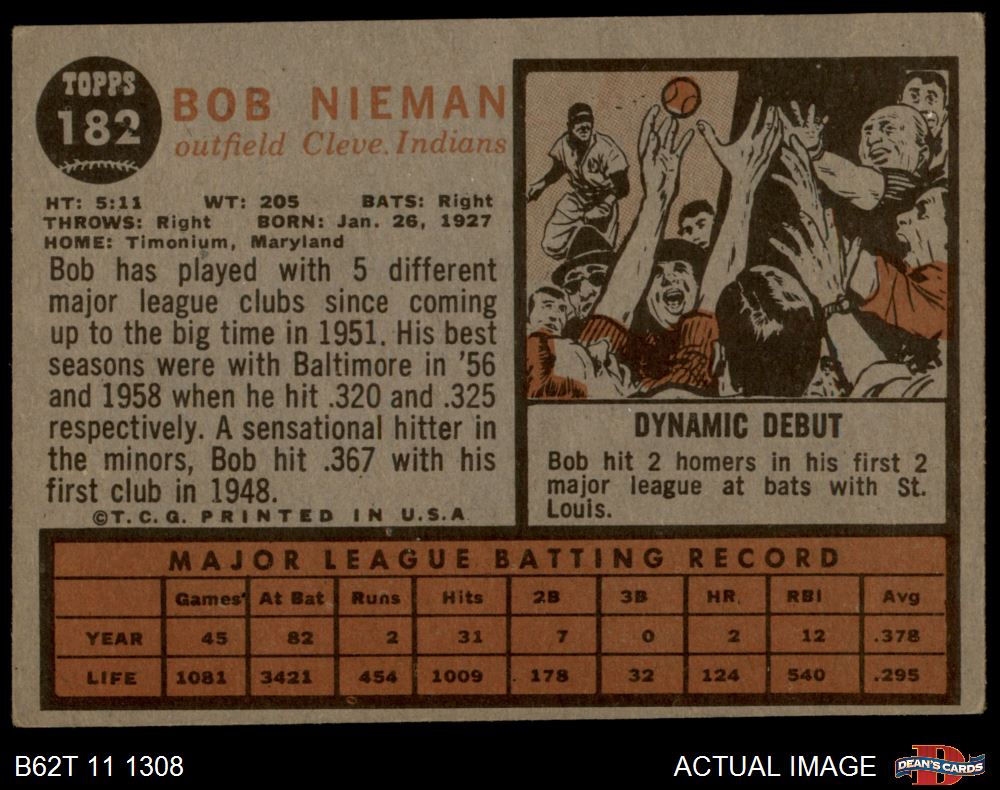 TOPPS
182
BOB NIEMAN
outfield Cleve. Indians
HT: 5:11 WT: 205 BATS: Right
THROWS: Right BORN: Jan. 26, 1927
HOME: Timonium, Maryland
Bob has played with 5 different
major league clubs since coming
up to the big time in 1951. His best
seasons were with Baltimore in '56
and 1958 when he hit .320 and .325
respectively. A sensational hitter in
the minors, Bob hit .367 with his
first club in 1948.
©T.C.G. PRINTED IN U.S.A.
DYNAMIC DEBUT
Bob hit 2 homers in his first 2
major league at bats with St.
Louis.
MAJOR LEAGUE BATTING RECORD
Games At Bat Runs Hits 2B 3B HR. RBI Avg
YEAR 45 82 2 31 7 0 2 12 .378
LIFE 1081 3421 454 1009 178 32 124 540 .295
B62T 11 1308
ACTUAL IMAGE
DEAN'S CARDS